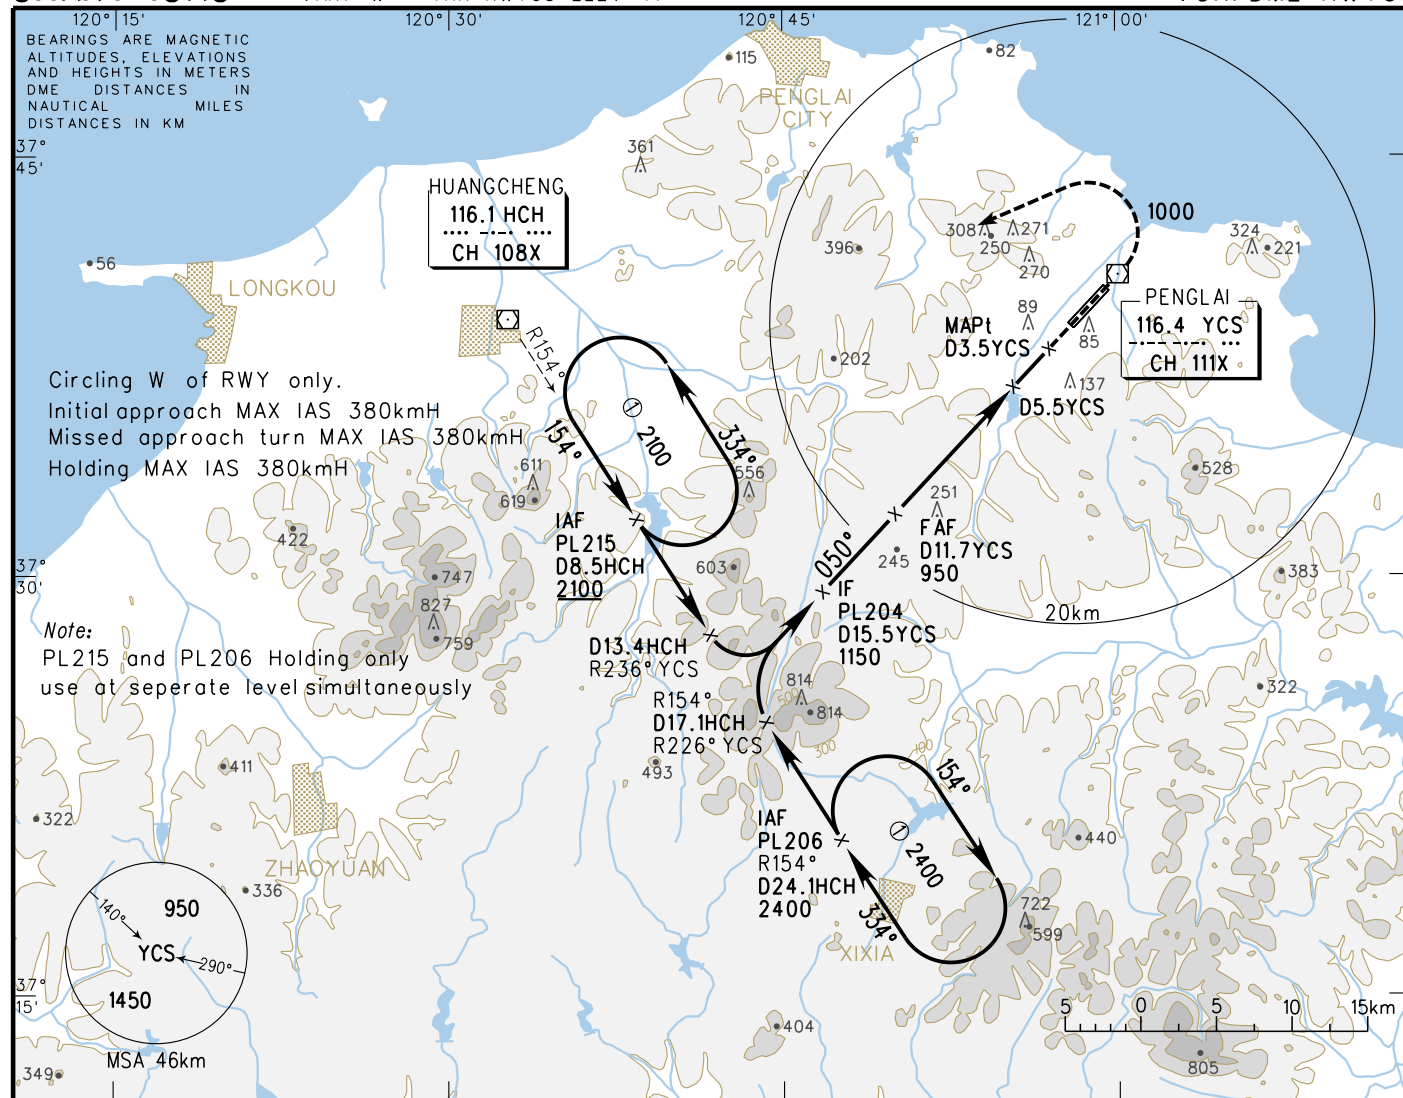 120°15'
120°30'
120°45'
121°00'
BEARINGS ARE MAGNETIC
ALTITUDES, ELEVATIONS
AND HEIGHTS IN METERS
DME DISTANCES IN
NAUTICAL MILES
DISTANCES IN KM
115
82
PENGLAI
CITY
37°
45'
361
HUANGCHENG
116.1 HCH
CH 108X
308
250
271
270
1000
324
221
396
56
LONGKOU
PENGLAI
116.4 YCS
CH 111X
MAPt
D3.5YCS
89
85
R154°
202
137
D5.5YCS
Circling W of RWY only.
Initial approach MAX IAS 380kmH
Missed approach turn MAX IAS 380kmH
Holding MAX IAS 380kmH
154°
1 2100
334°
611
619
556
528
422
IAF
PL215
D8.5HCH
2100
251
FAF
D11.7YCS
950
245
050°
37°
30'
747
603
383
827
759
IF
PL204
D15.5YCS
1150
20km
Note:
PL215 and PL206 Holding only
use at seperate level simultaneously
D13.4HCH
R236° YCS
R154°
D17.1HCH
R226° YCS
814
814
500
300
100
322
411
493
154°
322
IAF
PL206
R154°
D24.1HCH
2400
1 2400
334°
440
ZHAOYUAN
336
722
599
XIXIA
140°
950
YCS
290°
1450
MSA 46km
37°
15'
5 0 5 10 15km
404
805
349